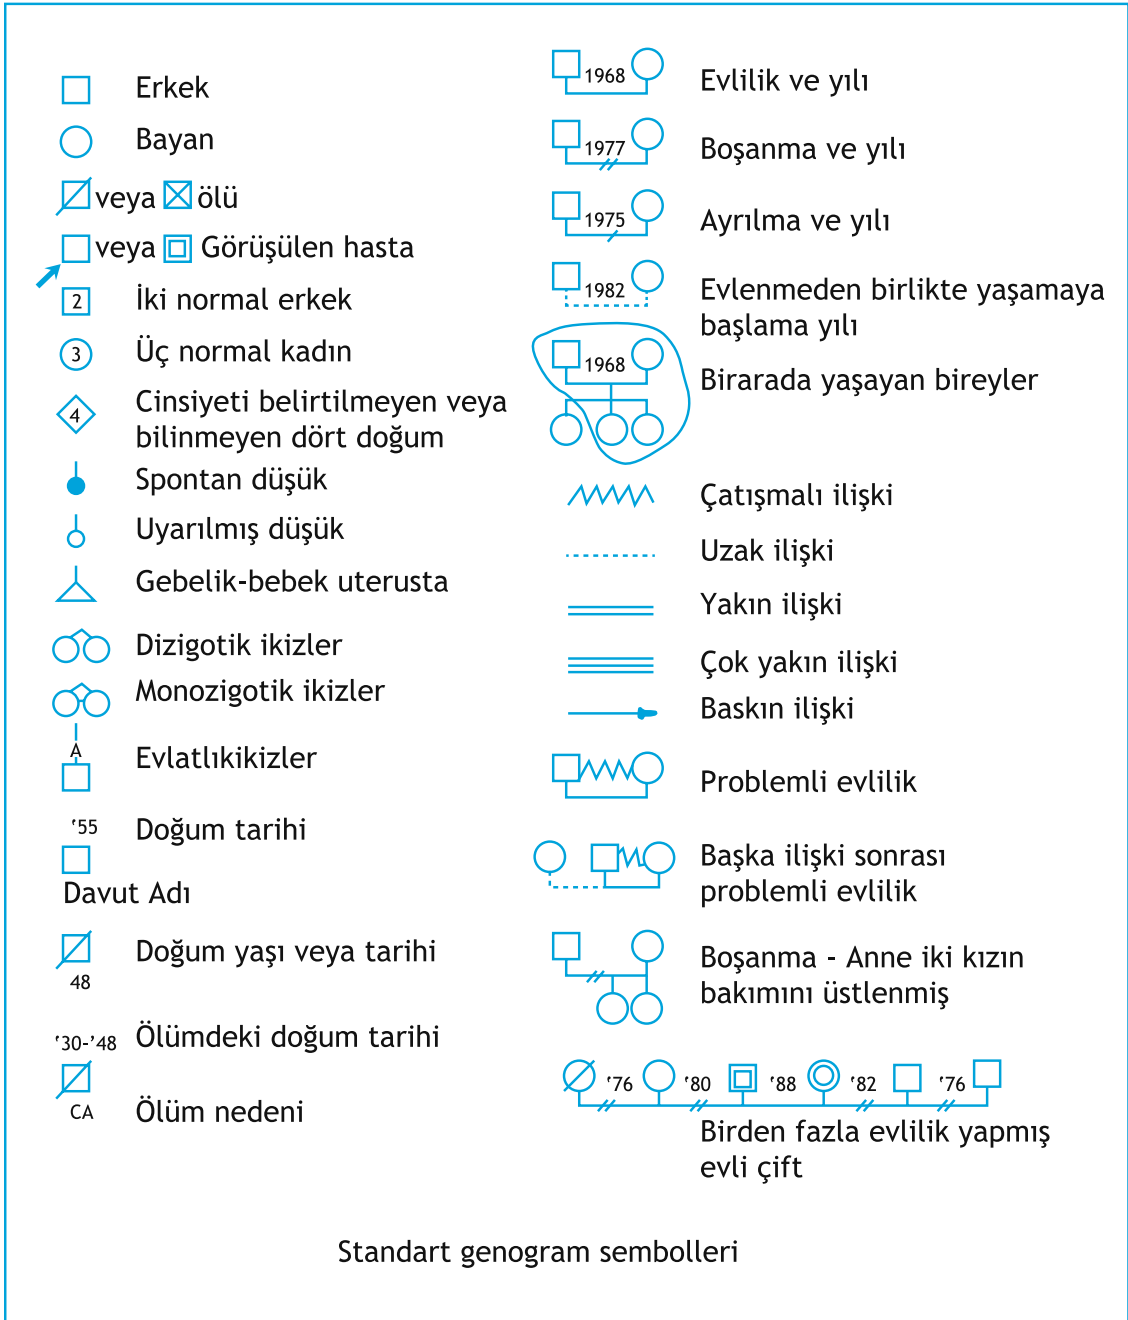 Erkek
Bayan
veya ölü
veya Görüşülen hasta
2 İki normal erkek
3 Üç normal kadın
4 Cinsiyeti belirtilmeyen veya
bilinmeyen dört doğum
Spontan düşük
Uyarılmış düşük
Gebelik-bebek uterusta
Dizigotik ikizler
Monozigotik ikizler
A Evlatlıkikizler
‘55 Doğum tarihi
Davut Adı
Doğum yaşı veya tarihi
48
‘30-’48 Ölümdeki doğum tarihi
CA Ölüm nedeni
1968 Evlilik ve yılı
1977 Boşanma ve yılı
1975 Ayrılma ve yılı
1982 Evlenmeden birlikte yaşamaya
başlama yılı
1968 Birarada yaşayan bireyler
Çatışmalı ilişki
Uzak ilişki
Yakın ilişki
Çok yakın ilişki
Baskın ilişki
Problemli evlilik
Başka ilişki sonrası
problemli evlilik
Boşanma - Anne iki kızın
bakımını üstlenmiş
‘76 ‘80 ‘88 ‘82 ‘76
Birden fazla evlilik yapmış
evli çift
Standart genogram sembolleri